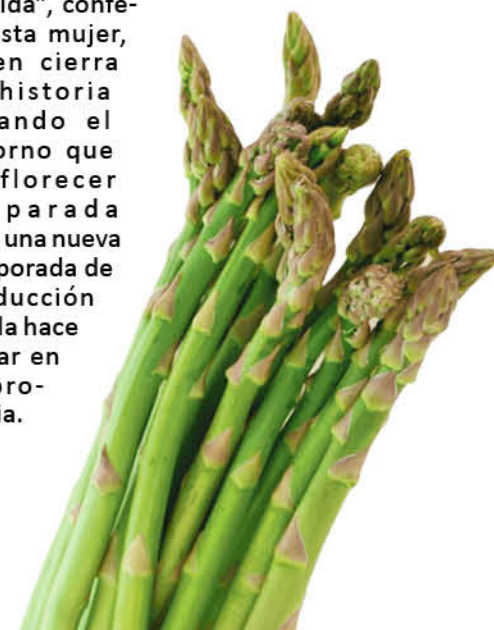 ida", confe-
sta mujer,
en cierra
historia
ando el
orno que
florecer
parada
una nueva
porada de
ducción
la hace
ar en
pro-
ia.